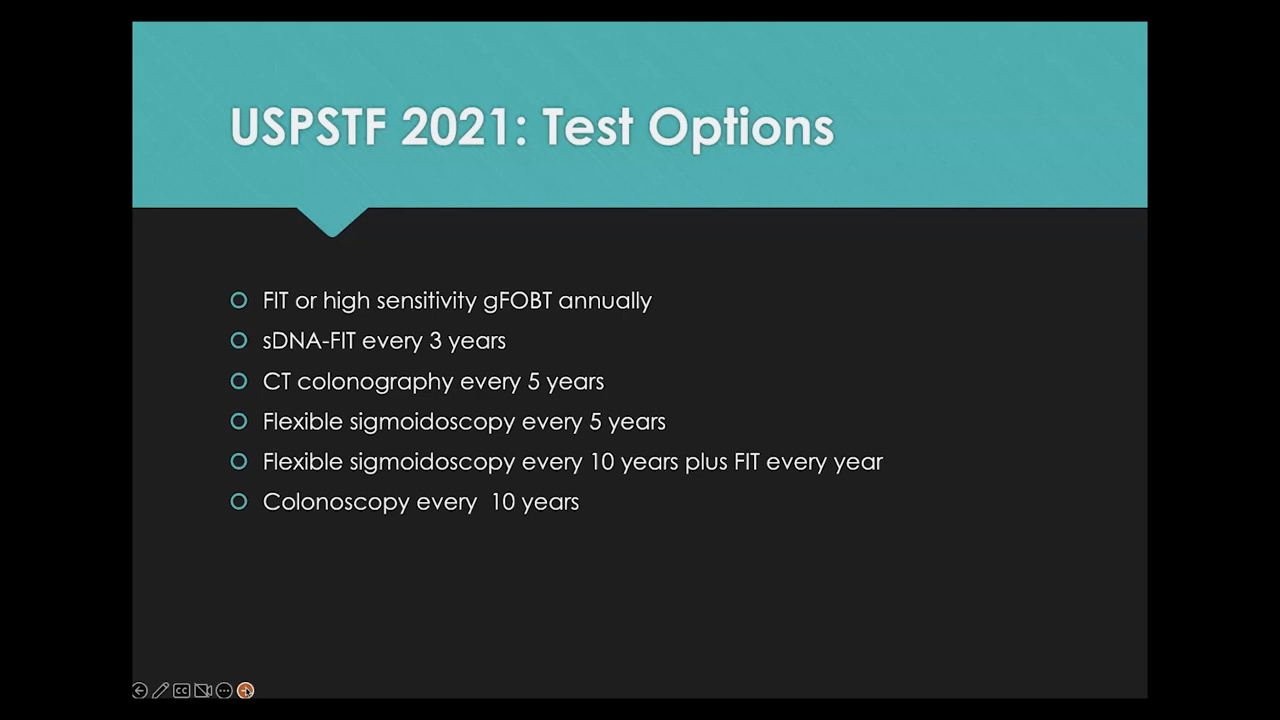 USPSTF 2021: Test Options
FIT or high sensitivity gFOBT annually
sDNA-FIT every 3 years
CT colonography every 5 years
Flexible sigmoidoscopy every 5 years
Flexible sigmoidoscopy every 10 years plus FIT every year
Colonoscopy every  10 years
CC